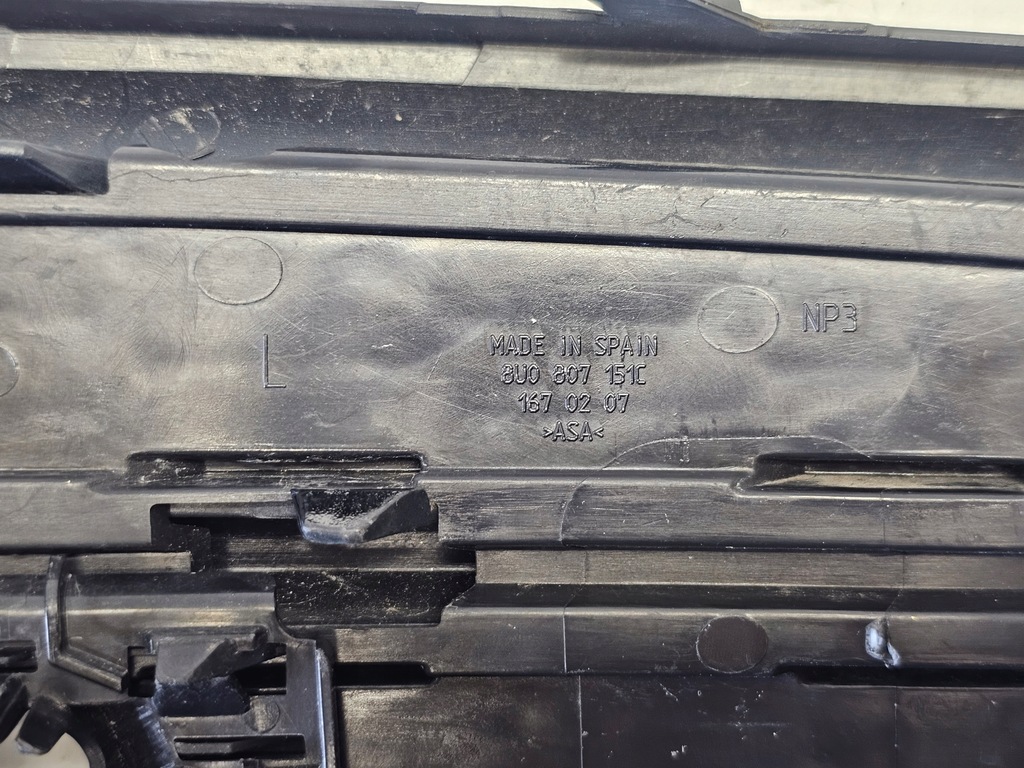 NP3
L
MADE IN SPAIN
8U0 807 151C
167 02 07
>ASA<